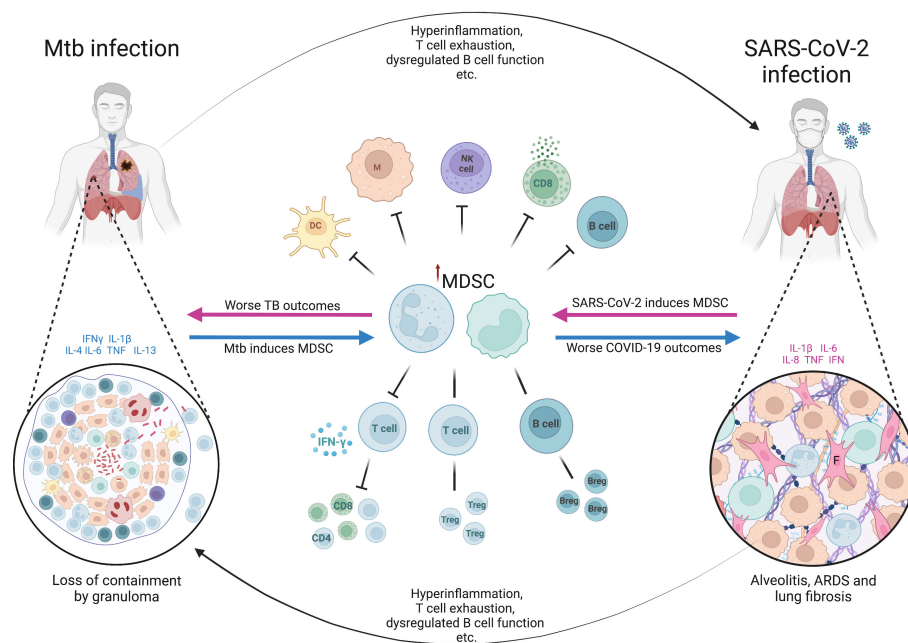 Hyperinflammation,
T cell exhaustion,
dysregulated B cell function
etc.
Mtb infection
SARS-CoV-2
infection
M
NK
cell
CD8
DC
B cell
MDSC
Worse TB outcomes
SARS-CoV-2 induces MDSC
IFNγ IL-1β
IL-4 IL-6 TNF IL-13
Mtb induces MDSC
Worse COVID-19 outcomes
IL-1β IL-6
IL-8 TNF IFN
IFN-γ
T cell
T cell
B cell
F
CD8
CD4
Treg
Treg
Treg
Breg
Breg
Breg
Loss of containment
by granuloma
Alveolitis, ARDS and
lung fibrosis
Hyperinflammation,
T cell exhaustion,
dysregulated B cell function
etc.